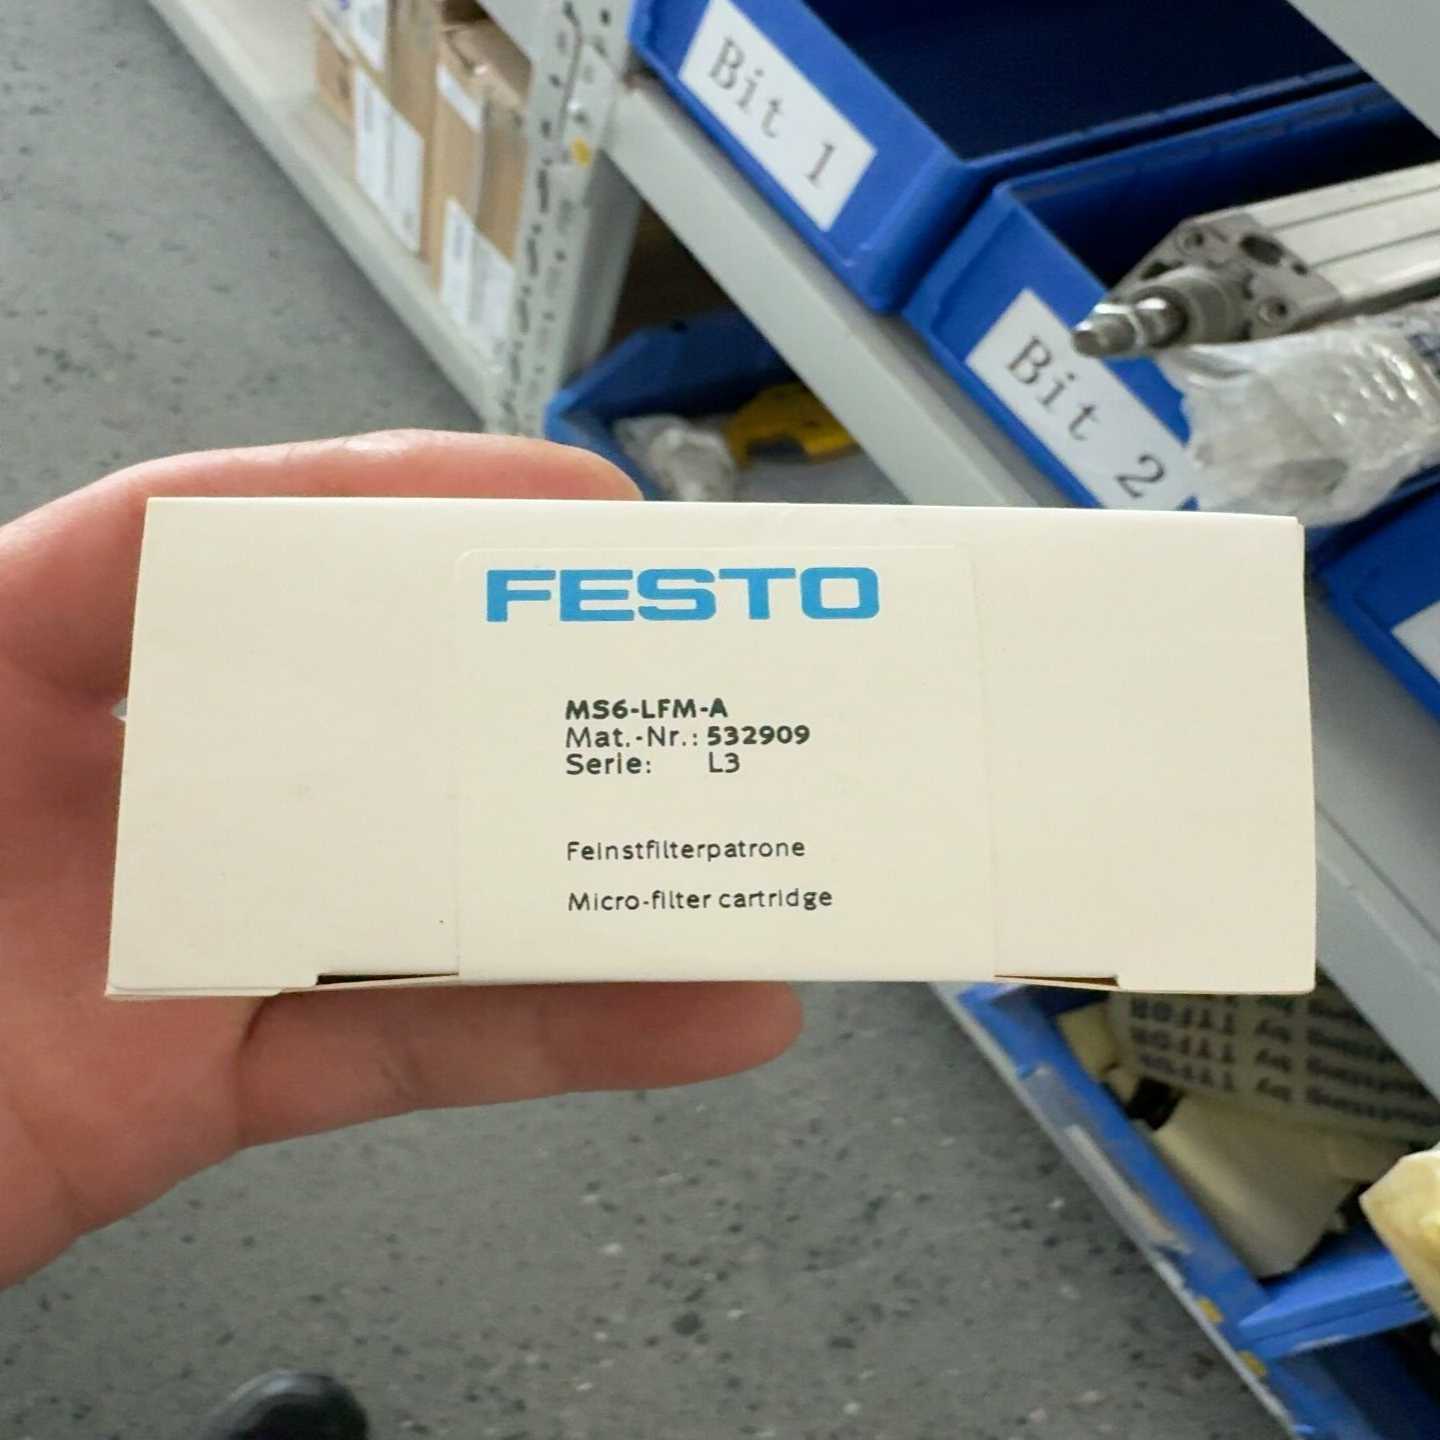 Bit 1
Bit 2
FESTO
MS6-LFM-A
Mat.-Nr.: 532909
Serie: L3
Feinstfilterpatrone
Micro-filter cartridge